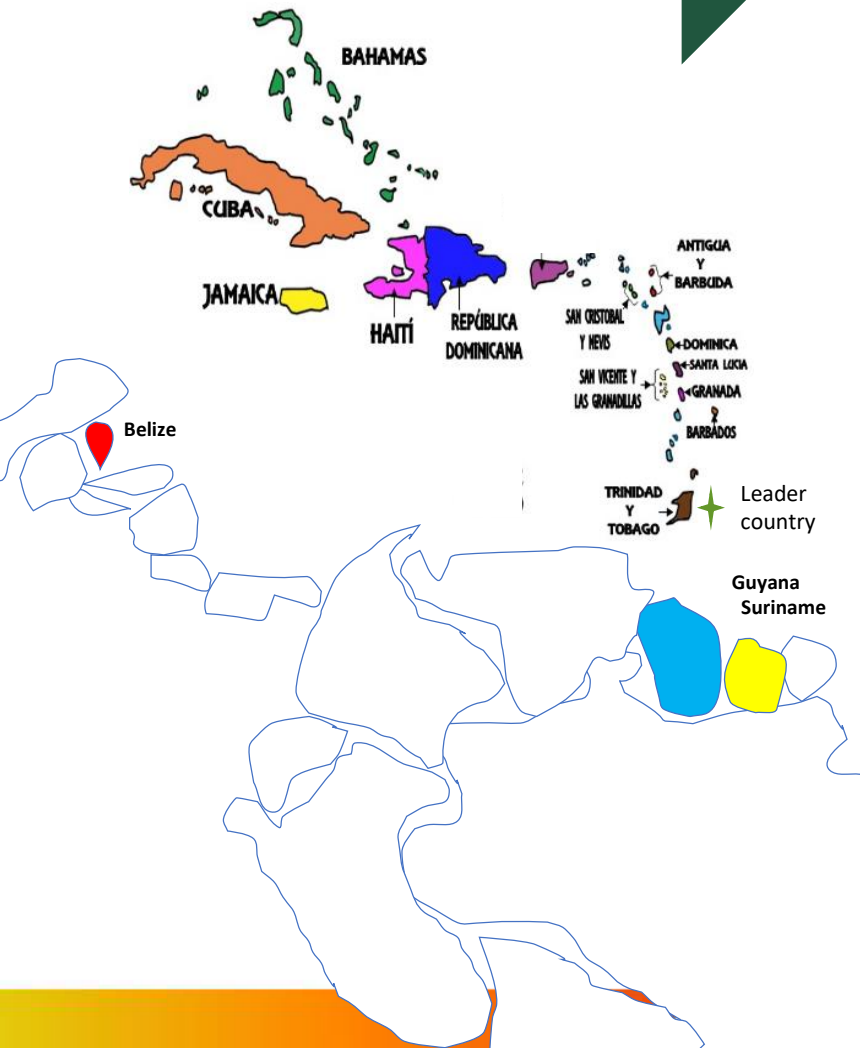 BAHAMAS
CUBA
ANTIGUA
Y
BARBUDA
JAMAICA
HAITÍ
REPÚBLICA
DOMINICANA
SAN CRISTOBAL
Y NEVIS
DOMINICA
SANTA LUCIA
SAN VICENTE Y
LAS GRANADILLAS
GRANADA
BARBADOS
Belize
TRINIDAD
Y
TOBAGO
Leader
country
Guyana
Suriname